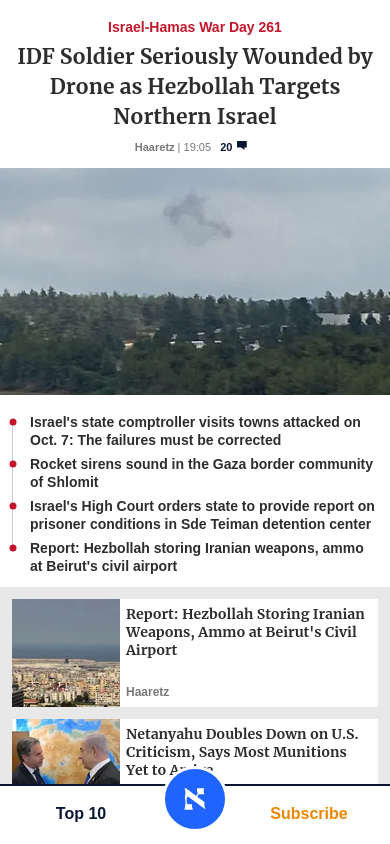 Israel-Hamas War Day 261
IDF Soldier Seriously Wounded by
Drone as Hezbollah Targets
Northern Israel
Haaretz | 19:05 20
Israel's state comptroller visits towns attacked on
Oct. 7: The failures must be corrected
Rocket sirens sound in the Gaza border community
of Shlomit
Israel's High Court orders state to provide report on
prisoner conditions in Sde Teiman detention center
Report: Hezbollah storing Iranian weapons, ammo
at Beirut's civil airport
Report: Hezbollah Storing Iranian
Weapons, Ammo at Beirut's Civil
Airport
Haaretz
Netanyahu Doubles Down on U.S.
Criticism, Says Most Munitions
Yet to
Top 10
Subscribe